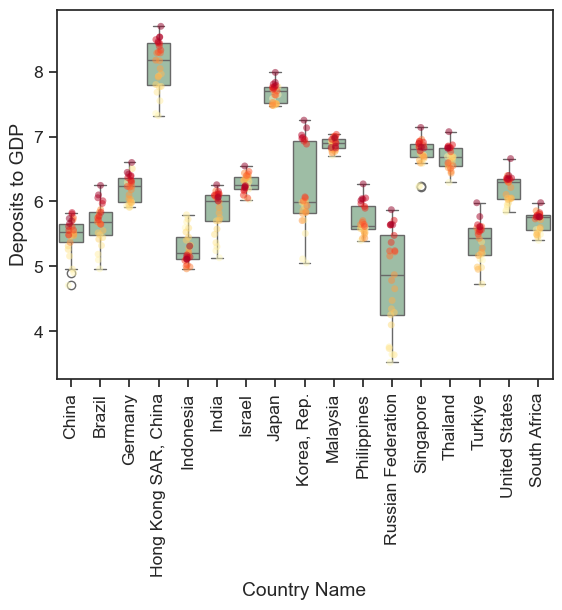 8
7
6
5
4
Deposits to GDP
China
Brazil
Germany
Hong Kong SAR, China
Indonesia
India
Israel
Japan
Korea, Rep.
Malaysia
Philippines
Russian Federation
Singapore
Thailand
Turkiye
United States
South Africa
Country Name